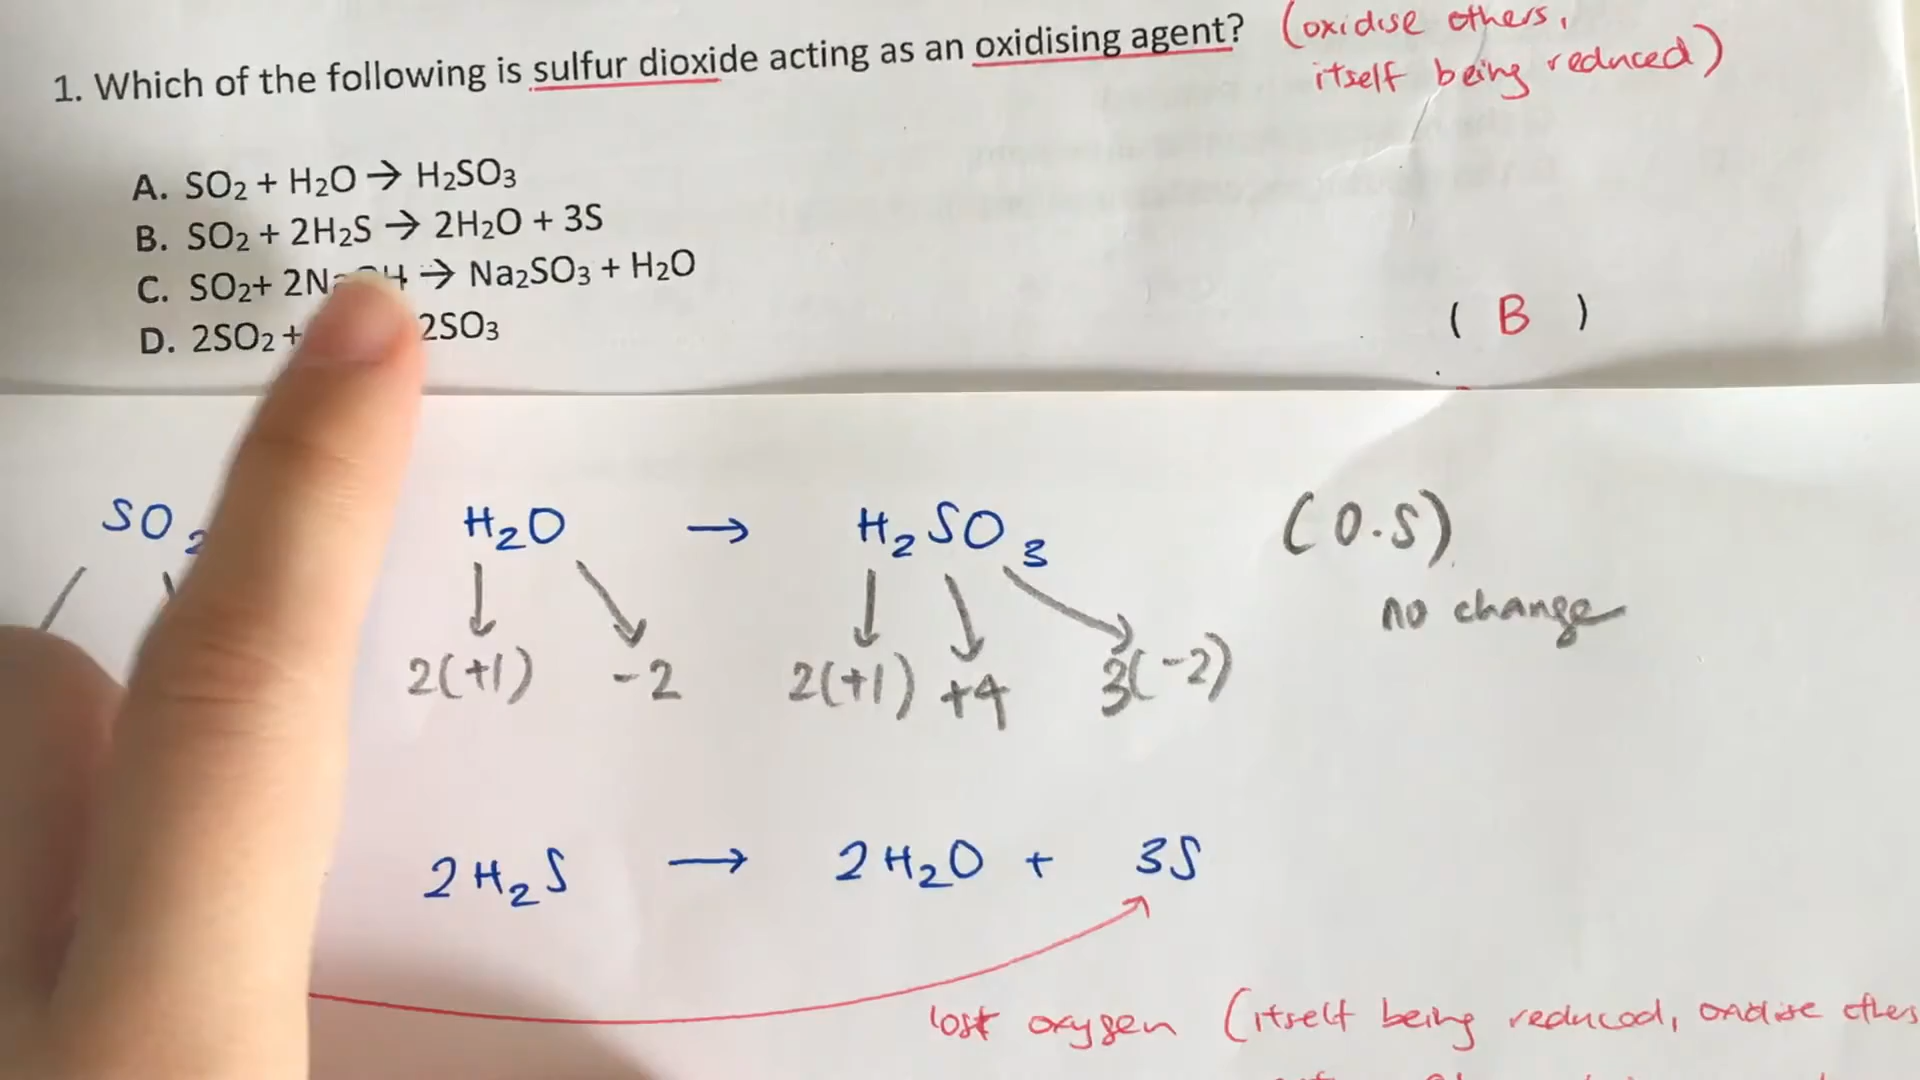 1. Which of the following is sulfur dioxide acting as an oxidising agent? (oxidise others,
itself being reduced)
A. SO2 + H2O → H2SO3
B. SO2 + 2H2S → 2H2O + 3S
C. SO2+ 2N → Na2SO3 + H2O
D. 2SO2 + 2SO3
( B )
SO2 H2O → H2SO3 (O.S)
no change
2(+1) -2 2(+1) +4 3(-2)
2H2S → 2H2O + 3S
lost oxygen (itself being reduced, oxidise others